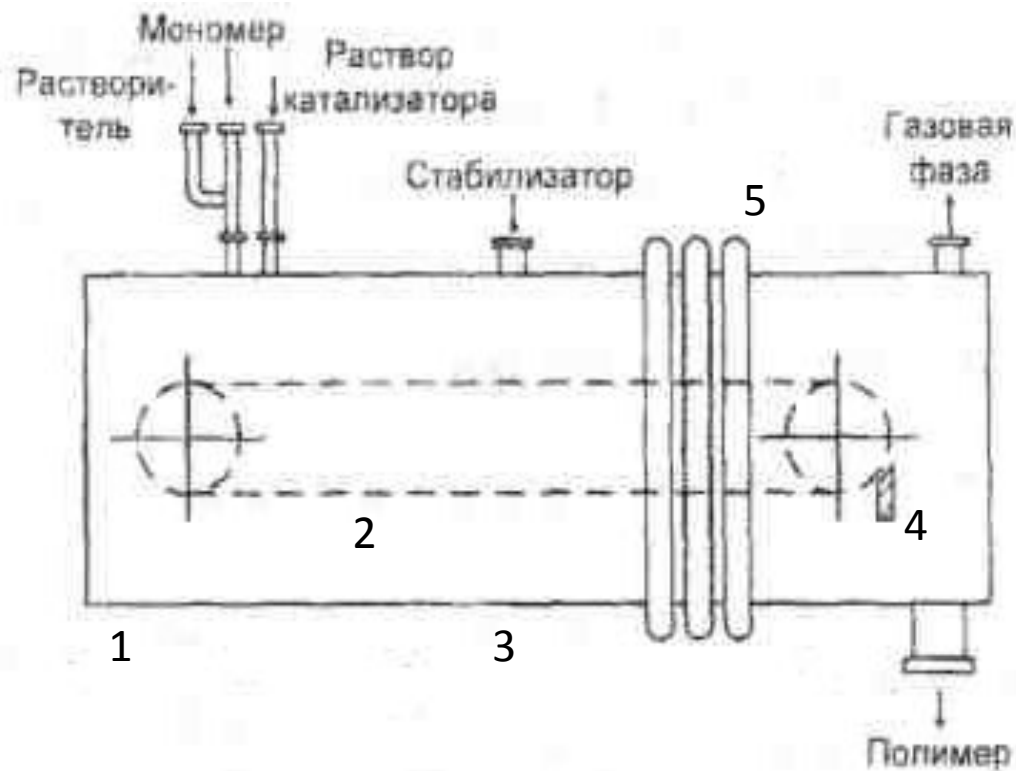 Мономер
Раствори-
тель
Раствор
катализатора
Стабилизатор
Газовая
фаза
5
2
4
1
3
Полимер